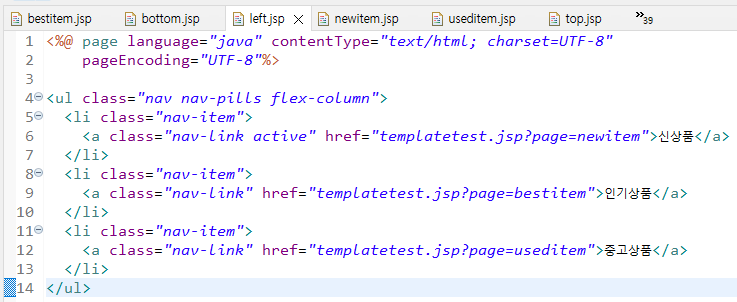 bestitem.jsp bottom.jsp left.jsp newitem.jsp useditem.jsp top.jsp »39
1 <%@ page language="java" contentType="text/html; charset=UTF-8"
2 pageEncoding="UTF-8"%>
3
4 <ul class="nav nav-pills flex-column">
5 <li class="nav-item">
6 <a class="nav-link active" href="templatetest.jsp?page=newitem">신상품</a>
7 </li>
8 <li class="nav-item">
9 <a class="nav-link" href="templatetest.jsp?page=bestitem">인기상품</a>
10 </li>
11 <li class="nav-item">
12 <a class="nav-link" href="templatetest.jsp?page=useditem">중고상품</a>
13 </li>
14 </ul>